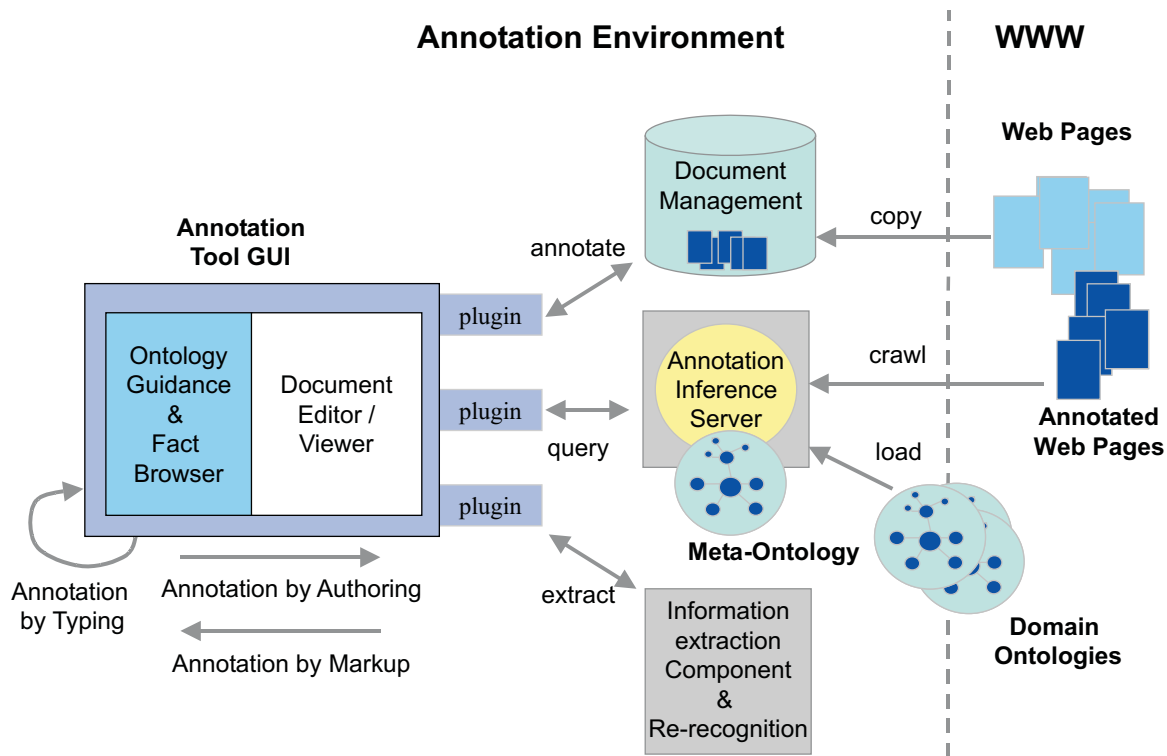 Annotation Environment
WWW
Web Pages
Document
Management
copy
Annotation
Tool GUI
annotate
plugin
Ontology
Guidance
&
Fact
Browser
Document
Editor /
Viewer
plugin
query
Annotation
Inference
Server
crawl
Annotated
Web Pages
load
plugin
Meta-Ontology
Annotation
by Typing
Annotation by Authoring
Annotation by Markup
extract
Information
extraction
Component
&
Re-recognition
Domain
Ontologies